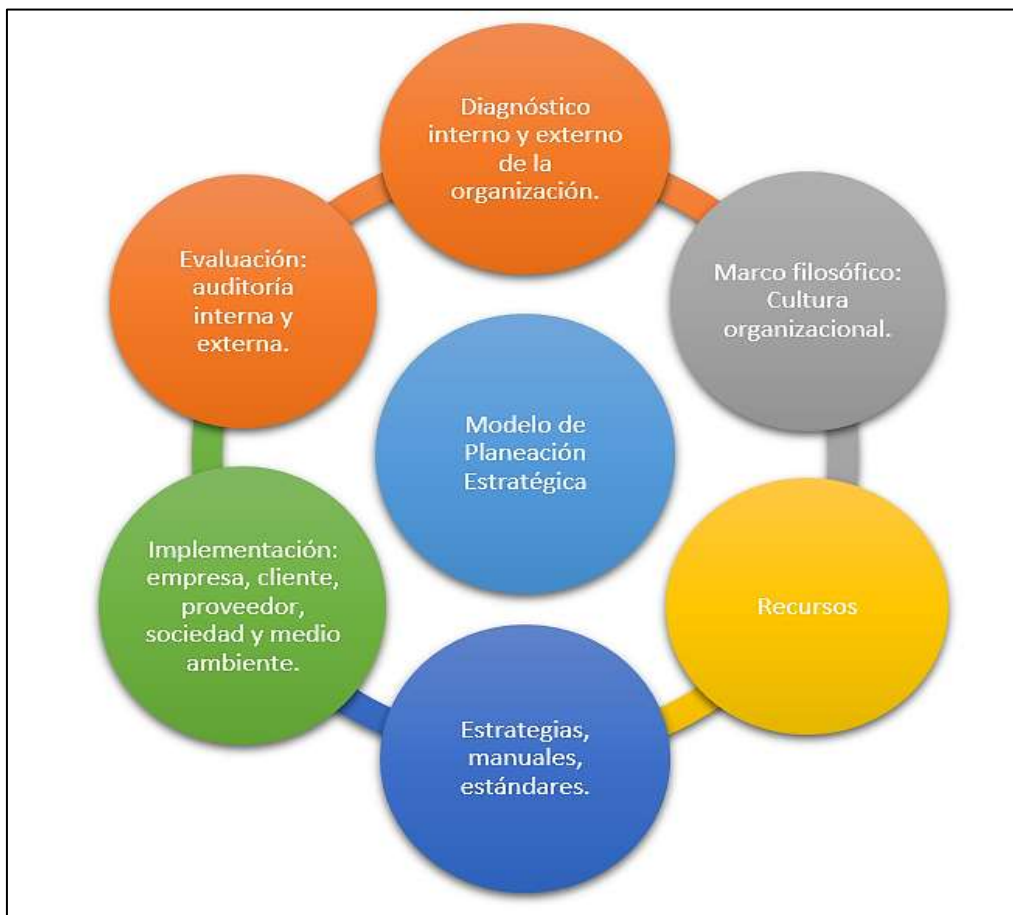 Diagnóstico
interno y externo
de la
organización.
Marco filosófico:
Cultura
organizacional.
Recursos
Estrategias,
manuales,
estándares.
Implementación:
empresa, cliente,
proveedor,
sociedad y medio
ambiente.
Evaluación:
auditoría
interna y
externa.
Modelo de
Planeación
Estratégica